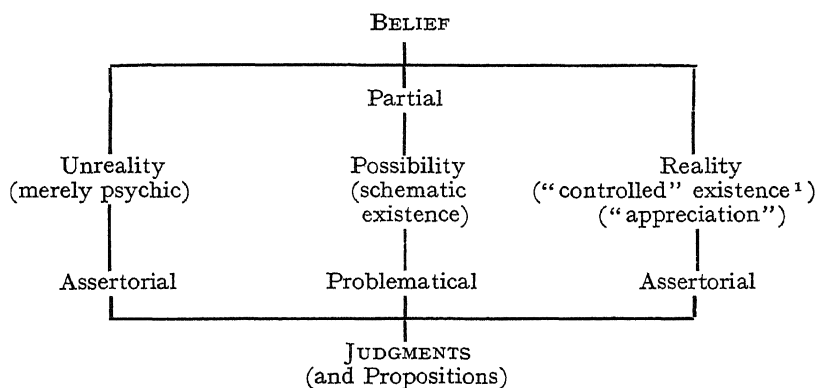 BELIEF
Partial
Unreality Possibility Reality
(merely psychic) (schematic existence) (“controlled” existence¹)
(“appreciation”)
Assertorial Problematical Assertorial
JUDGMENTS
(and Propositions)